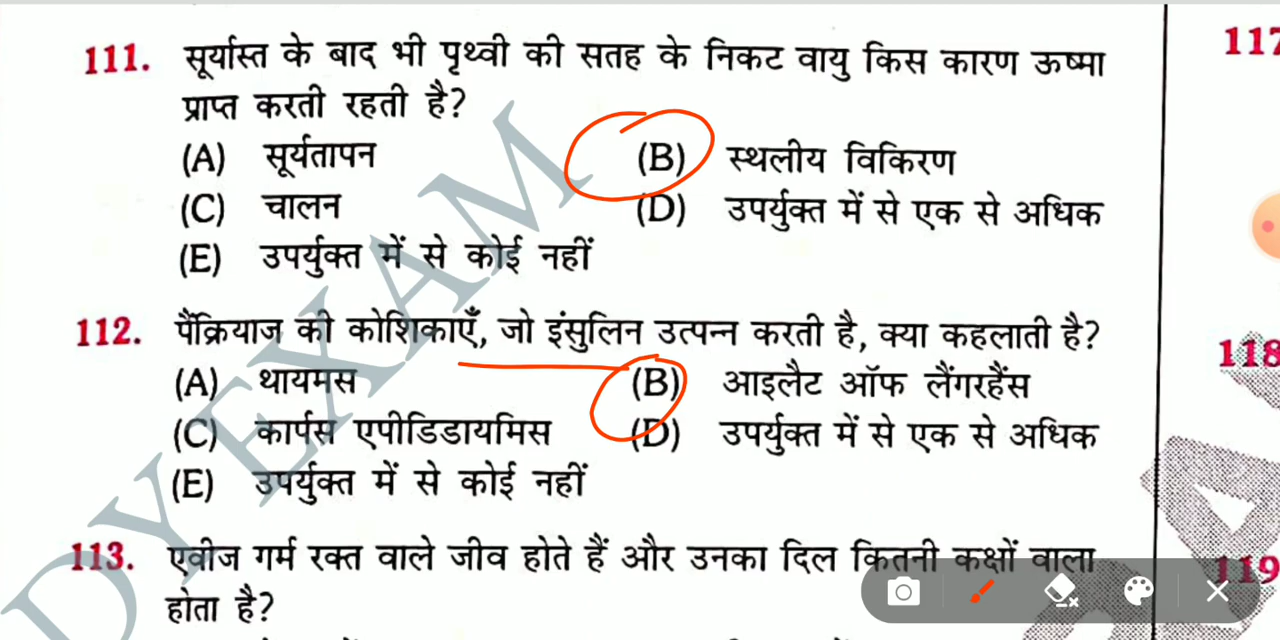 111. सूर्यास्त के बाद भी पृथ्वी की सतह के निकट वायु किस कारण ऊष्मा
प्राप्त करती रहती है?
(A) सूर्यतापन (B) स्थलीय विकिरण
(C) चालन (D) उपर्युक्त में से एक से अधिक
(E) उपर्युक्त में से कोई नहीं
112. पैंक्रियाज की कोशिकाएँ, जो इंसुलिन उत्पन्न करती है, क्या कहलाती है?
(A) थायमस (B) आइलैट ऑफ लैंगरहैंस
(C) कार्पस एपीडिडायमिस (D) उपर्युक्त में से एक से अधिक
(E) उपर्युक्त में से कोई नहीं
113. एवीज गर्म रक्त वाले जीव होते हैं और उनका दिल कितनी कक्षों वाला
होता है?
117
118
119
DY EXAM